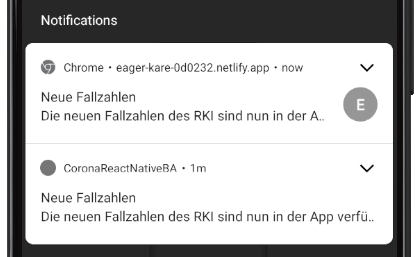 Notifications
Chrome • eager-kare-0d0232.netlify.app • now
Neue Fallzahlen
Die neuen Fallzahlen des RKI sind nun in der A..
E
CoronaReactNativeBA • 1m
Neue Fallzahlen
Die neuen Fallzahlen des RKI sind nun in der App verfü..